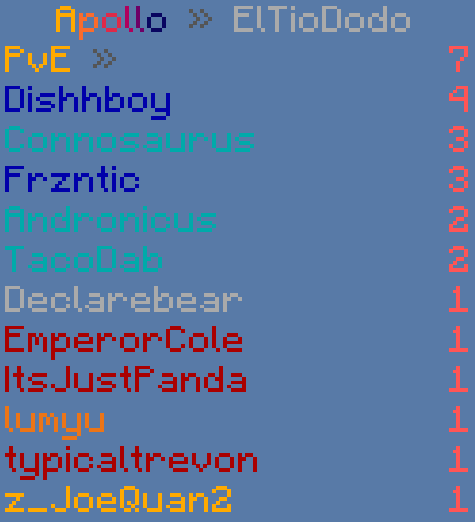 Apollo » ElTioDodo
PvE » 7
Dishhboy 4
Connosaurus 3
Frzntic 3
Andronicus 2
TacoDab 2
Declarebear 1
EmperorCole 1
ItsJustPanda 1
lumyu 1
typicaltrevon 1
z_JoeQuan2 1